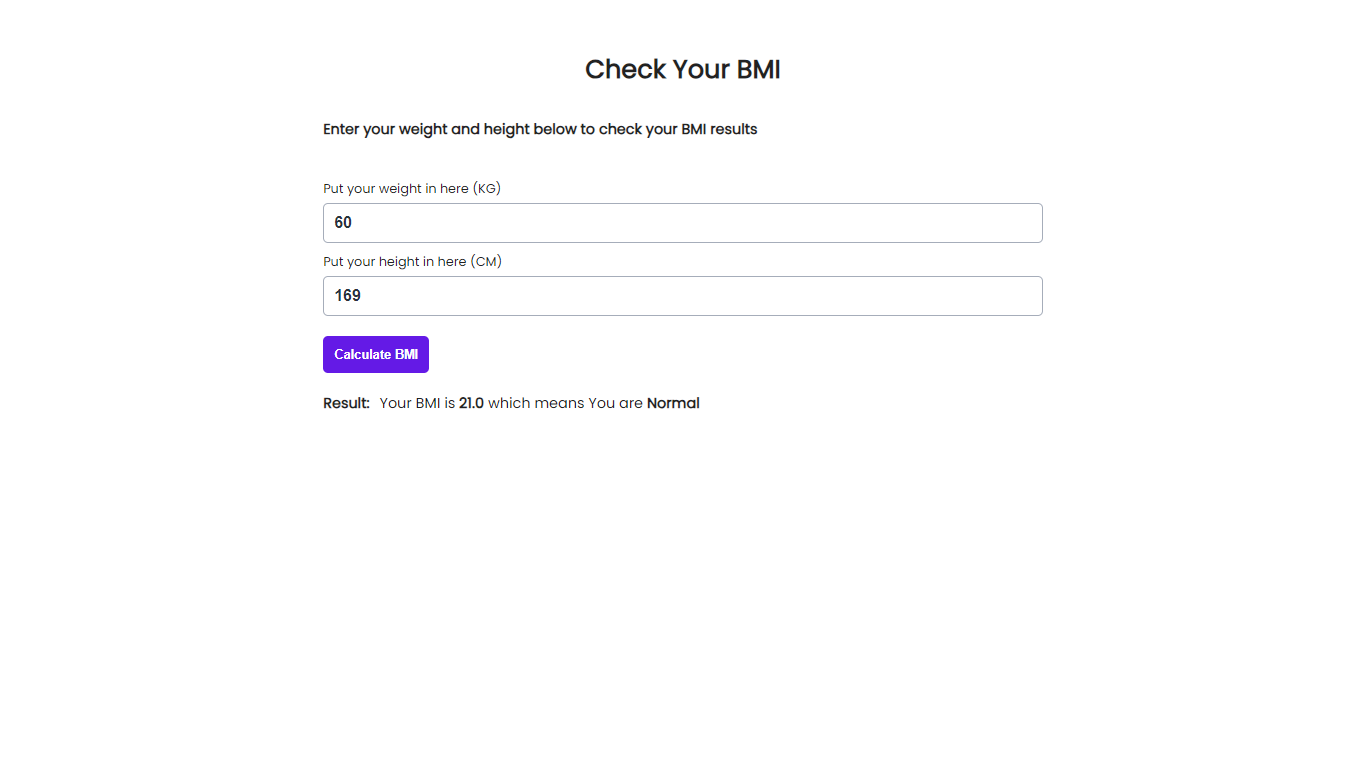 Check Your BMI
Enter your weight and height below to check your BMI results
Put your weight in here (KG)
60
Put your height in here (CM)
169
Calculate BMI
Result: Your BMI is 21.0 which means You are Normal